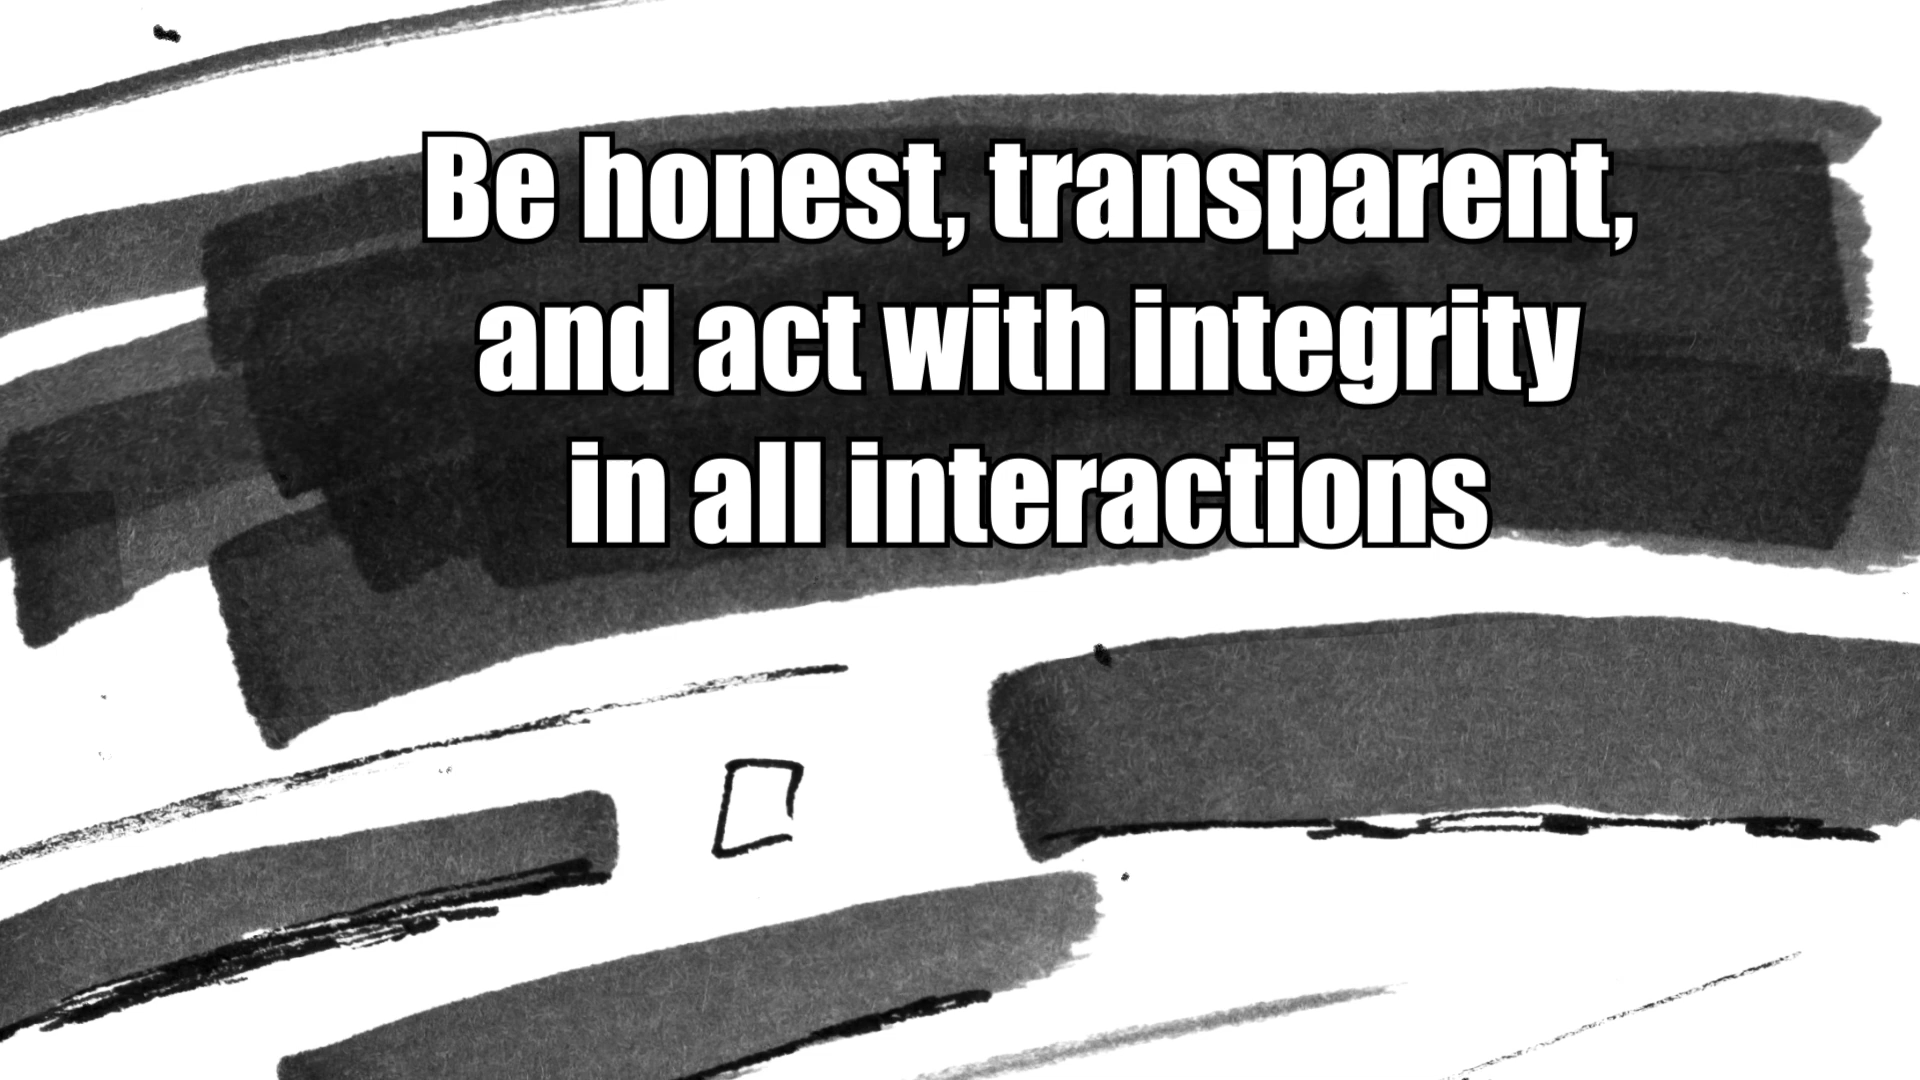 Be honest, transparent,
and act with integrity
in all interactions